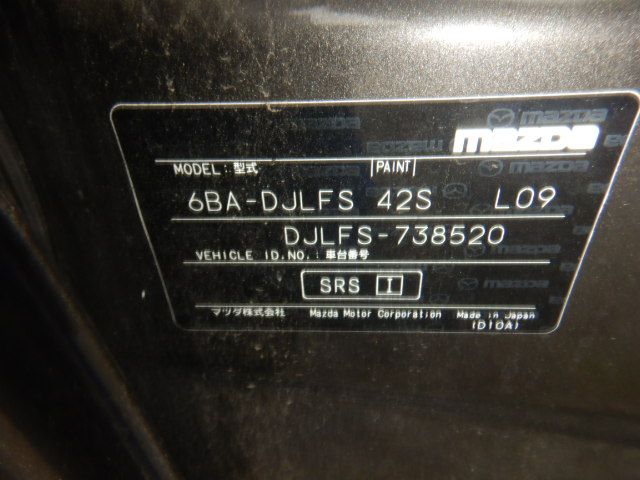 mazda
MODEL:型式 PAINT
6BA-DJLFS 42S L09
DJLFS-738520
VEHICLE ID.NO.:車台番号
SRS I
マツダ株式会社 Mazda Motor Corporation Made in Japan
(D10A)